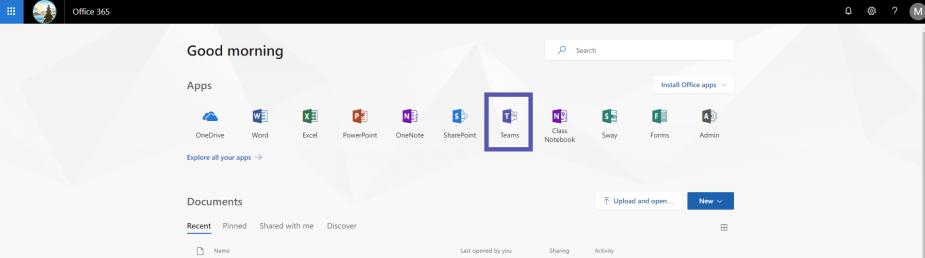 Office 365
?
M
Good morning
Search
Apps
Install Office apps
OneDrive
Word
Excel
PowerPoint
OneNote
SharePoint
Teams
Class
Notebook
Sway
Forms
Admin
Explore all your apps →
Documents
Upload and open...
New
Recent Pinned Shared with me Discover
Name Last opened by you Sharing Activity